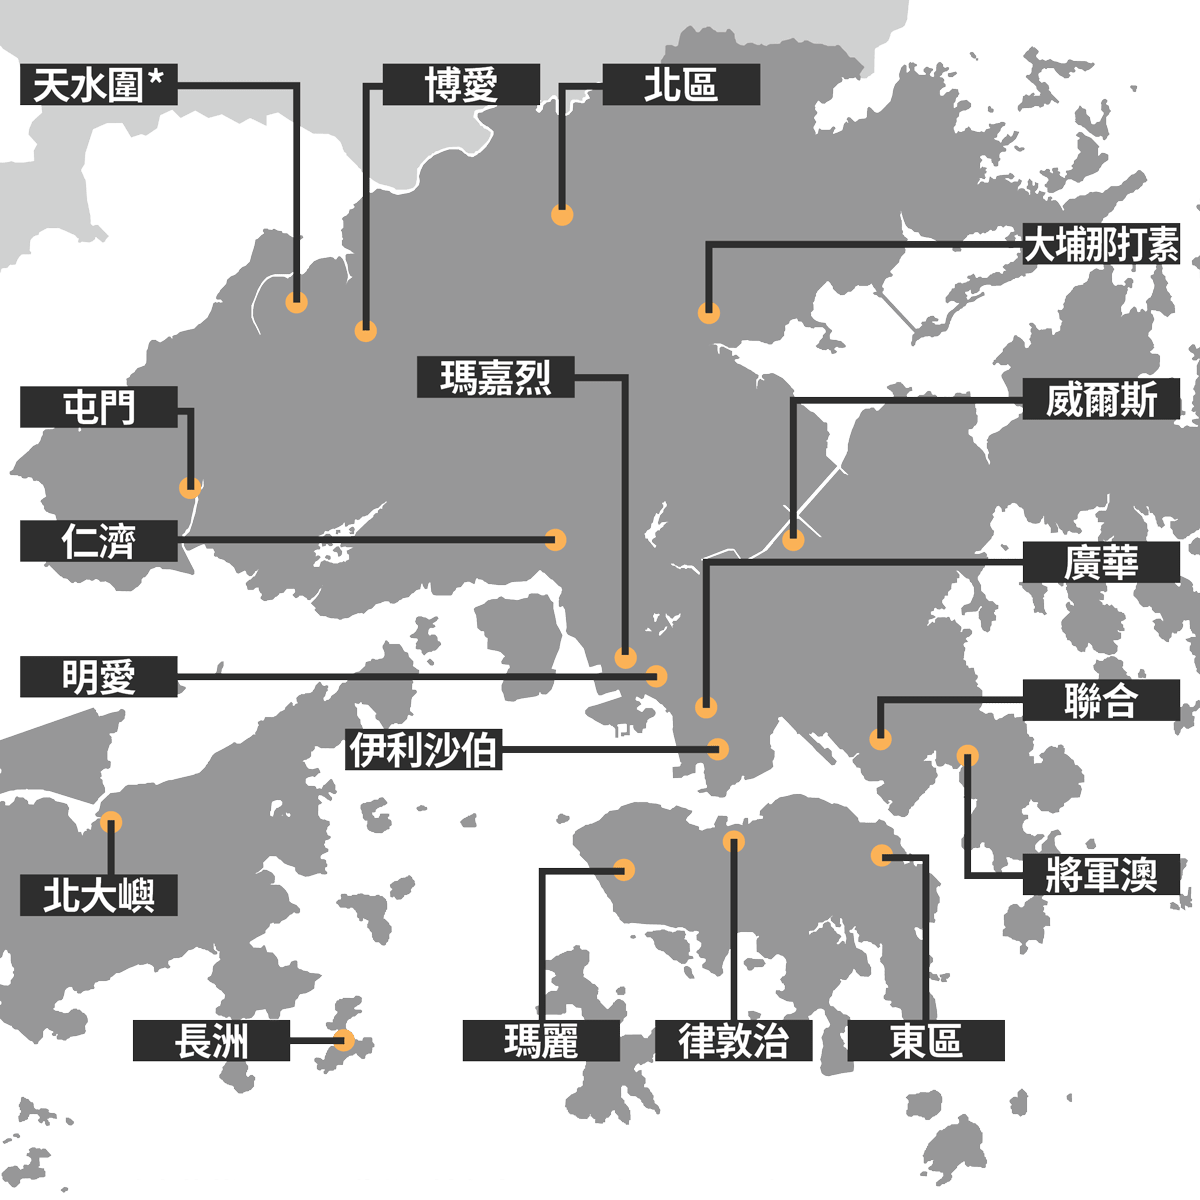 天水圍*
博愛
北區
大埔那打素
瑪嘉烈
屯門
威爾斯
仁濟
廣華
明愛
聯合
伊利沙伯
將軍澳
北大嶼
長洲
瑪麗
律敦治
東區